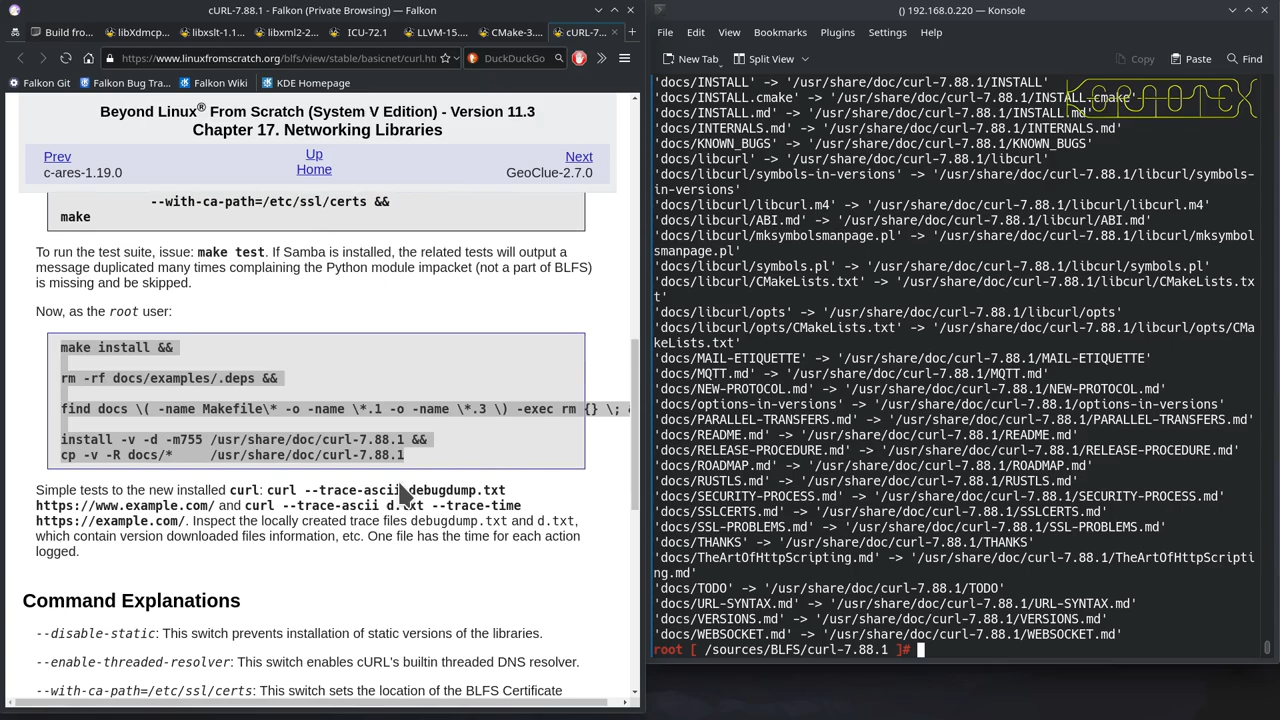 cURL-7.88.1 - Falkon (Private Browsing) — Falkon
Build fro...
libXdmcp...
libxslt-1.1...
libxml2-2...
ICU-72.1
LLVM-15....
CMake-3....
cURL-7...
https://www.linuxfromscratch.org/blfs/view/stable/basicnet/curl.ht
DuckDuckGo
Falkon Git
Falkon Bug Tra...
Falkon Wiki
KDE Homepage
Beyond Linux® From Scratch (System V Edition) - Version 11.3
Chapter 17. Networking Libraries
Prev
c-ares-1.19.0
Up
Home
Next
GeoClue-2.7.0
--with-ca-path=/etc/ssl/certs &&
make
To run the test suite, issue: make test. If Samba is installed, the related tests will output a
message duplicated many times complaining the Python module impacket (not a part of BLFS)
is missing and be skipped.
Now, as the root user:
make install &&
rm -rf docs/examples/.deps &&
find docs \( -name Makefile\* -o -name \*.1 -o -name \*.3 \) -exec rm {} \;
install -v -d -m755 /usr/share/doc/curl-7.88.1 &&
cp -v -R docs/* /usr/share/doc/curl-7.88.1
Simple tests to the new installed curl: curl --trace-ascii debugdump.txt
https://www.example.com/ and curl --trace-ascii d.txt --trace-time
https://example.com/. Inspect the locally created trace files debugdump.txt and d.txt,
which contain version downloaded files information, etc. One file has the time for each action
logged.
Command Explanations
--disable-static: This switch prevents installation of static versions of the libraries.
--enable-threaded-resolver: This switch enables cURL's builtin threaded DNS resolver.
--with-ca-path=/etc/ssl/certs: This switch sets the location of the BLFS Certificate
() 192.168.0.220 — Konsole
File Edit View Bookmarks Plugins Settings Help
New Tab
Split View
Copy
Paste
Find
KOROTEX
'docs/INSTALL' -> '/usr/share/doc/curl-7.88.1/INSTALL'
'docs/INSTALL.cmake' -> '/usr/share/doc/curl-7.88.1/INSTALL.cmake'
'docs/INSTALL.md' -> '/usr/share/doc/curl-7.88.1/INSTALL.md'
'docs/INTERNALS.md' -> '/usr/share/doc/curl-7.88.1/INTERNALS.md'
'docs/KNOWN_BUGS' -> '/usr/share/doc/curl-7.88.1/KNOWN_BUGS'
'docs/libcurl' -> '/usr/share/doc/curl-7.88.1/libcurl'
'docs/libcurl/symbols-in-versions' -> '/usr/share/doc/curl-7.88.1/libcurl/symbols-
in-versions'
'docs/libcurl/libcurl.m4' -> '/usr/share/doc/curl-7.88.1/libcurl/libcurl.m4'
'docs/libcurl/ABI.md' -> '/usr/share/doc/curl-7.88.1/libcurl/ABI.md'
'docs/libcurl/mksymbolsmanpage.pl' -> '/usr/share/doc/curl-7.88.1/libcurl/mksymbol
smanpage.pl'
'docs/libcurl/symbols.pl' -> '/usr/share/doc/curl-7.88.1/libcurl/symbols.pl'
'docs/libcurl/CMakeLists.txt' -> '/usr/share/doc/curl-7.88.1/libcurl/CMakeLists.tx
t'
'docs/libcurl/opts' -> '/usr/share/doc/curl-7.88.1/libcurl/opts'
'docs/libcurl/opts/CMakeLists.txt' -> '/usr/share/doc/curl-7.88.1/libcurl/opts/CMa
keLists.txt'
'docs/MAIL-ETIQUETTE' -> '/usr/share/doc/curl-7.88.1/MAIL-ETIQUETTE'
'docs/MQTT.md' -> '/usr/share/doc/curl-7.88.1/MQTT.md'
'docs/NEW-PROTOCOL.md' -> '/usr/share/doc/curl-7.88.1/NEW-PROTOCOL.md'
'docs/options-in-versions' -> '/usr/share/doc/curl-7.88.1/options-in-versions'
'docs/PARALLEL-TRANSFERS.md' -> '/usr/share/doc/curl-7.88.1/PARALLEL-TRANSFERS.md'
'docs/README.md' -> '/usr/share/doc/curl-7.88.1/README.md'
'docs/RELEASE-PROCEDURE.md' -> '/usr/share/doc/curl-7.88.1/RELEASE-PROCEDURE.md'
'docs/ROADMAP.md' -> '/usr/share/doc/curl-7.88.1/ROADMAP.md'
'docs/RUSTLS.md' -> '/usr/share/doc/curl-7.88.1/RUSTLS.md'
'docs/SECURITY-PROCESS.md' -> '/usr/share/doc/curl-7.88.1/SECURITY-PROCESS.md'
'docs/SSLCERTS.md' -> '/usr/share/doc/curl-7.88.1/SSLCERTS.md'
'docs/SSL-PROBLEMS.md' -> '/usr/share/doc/curl-7.88.1/SSL-PROBLEMS.md'
'docs/THANKS' -> '/usr/share/doc/curl-7.88.1/THANKS'
'docs/TheArtOfHttpScripting.md' -> '/usr/share/doc/curl-7.88.1/TheArtOfHttpScripti
ng.md'
'docs/TODO' -> '/usr/share/doc/curl-7.88.1/TODO'
'docs/URL-SYNTAX.md' -> '/usr/share/doc/curl-7.88.1/URL-SYNTAX.md'
'docs/VERSIONS.md' -> '/usr/share/doc/curl-7.88.1/VERSIONS.md'
'docs/WEBSOCKET.md' -> '/usr/share/doc/curl-7.88.1/WEBSOCKET.md'
root [ /sources/BLFS/curl-7.88.1 ]#